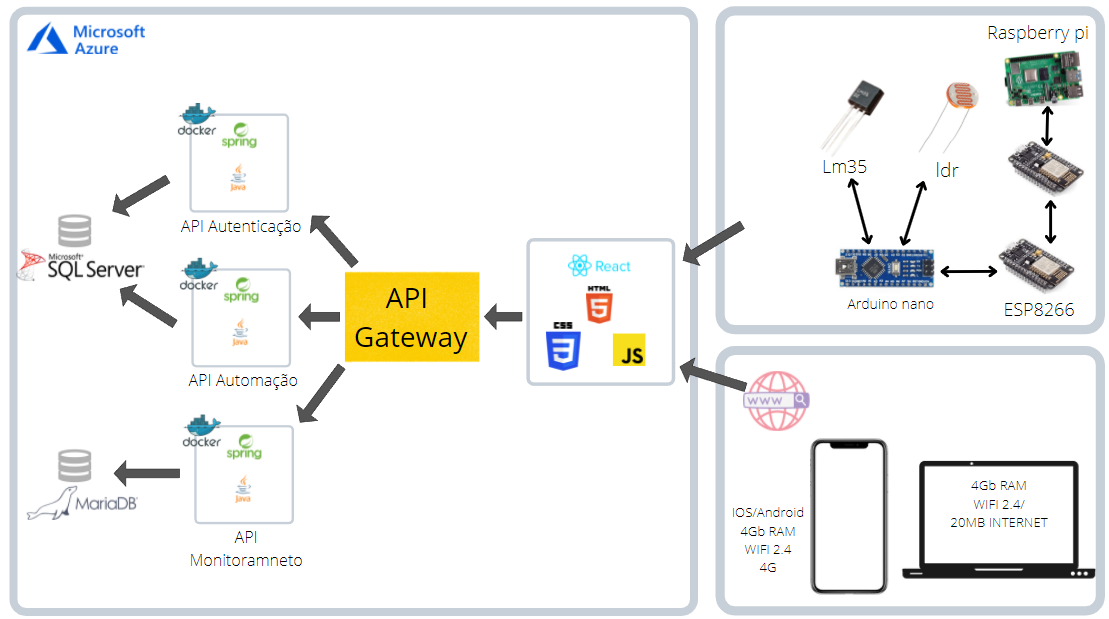 Microsoft
Azure
docker
spring
Java
API Autenticação
Microsoft®
SQL Server®
docker
spring
Java
API Automação
docker
spring
Java
API
Monitoramneto
MariaDB®
API
Gateway
React
HTML
5
CSS
3
JS
Raspberry pi
Lm35
ldr
Arduino nano
ESP8266
WWW
IOS/Android
4Gb RAM
WIFI 2.4
4G
4Gb RAM
WIFI 2.4/
20MB INTERNET